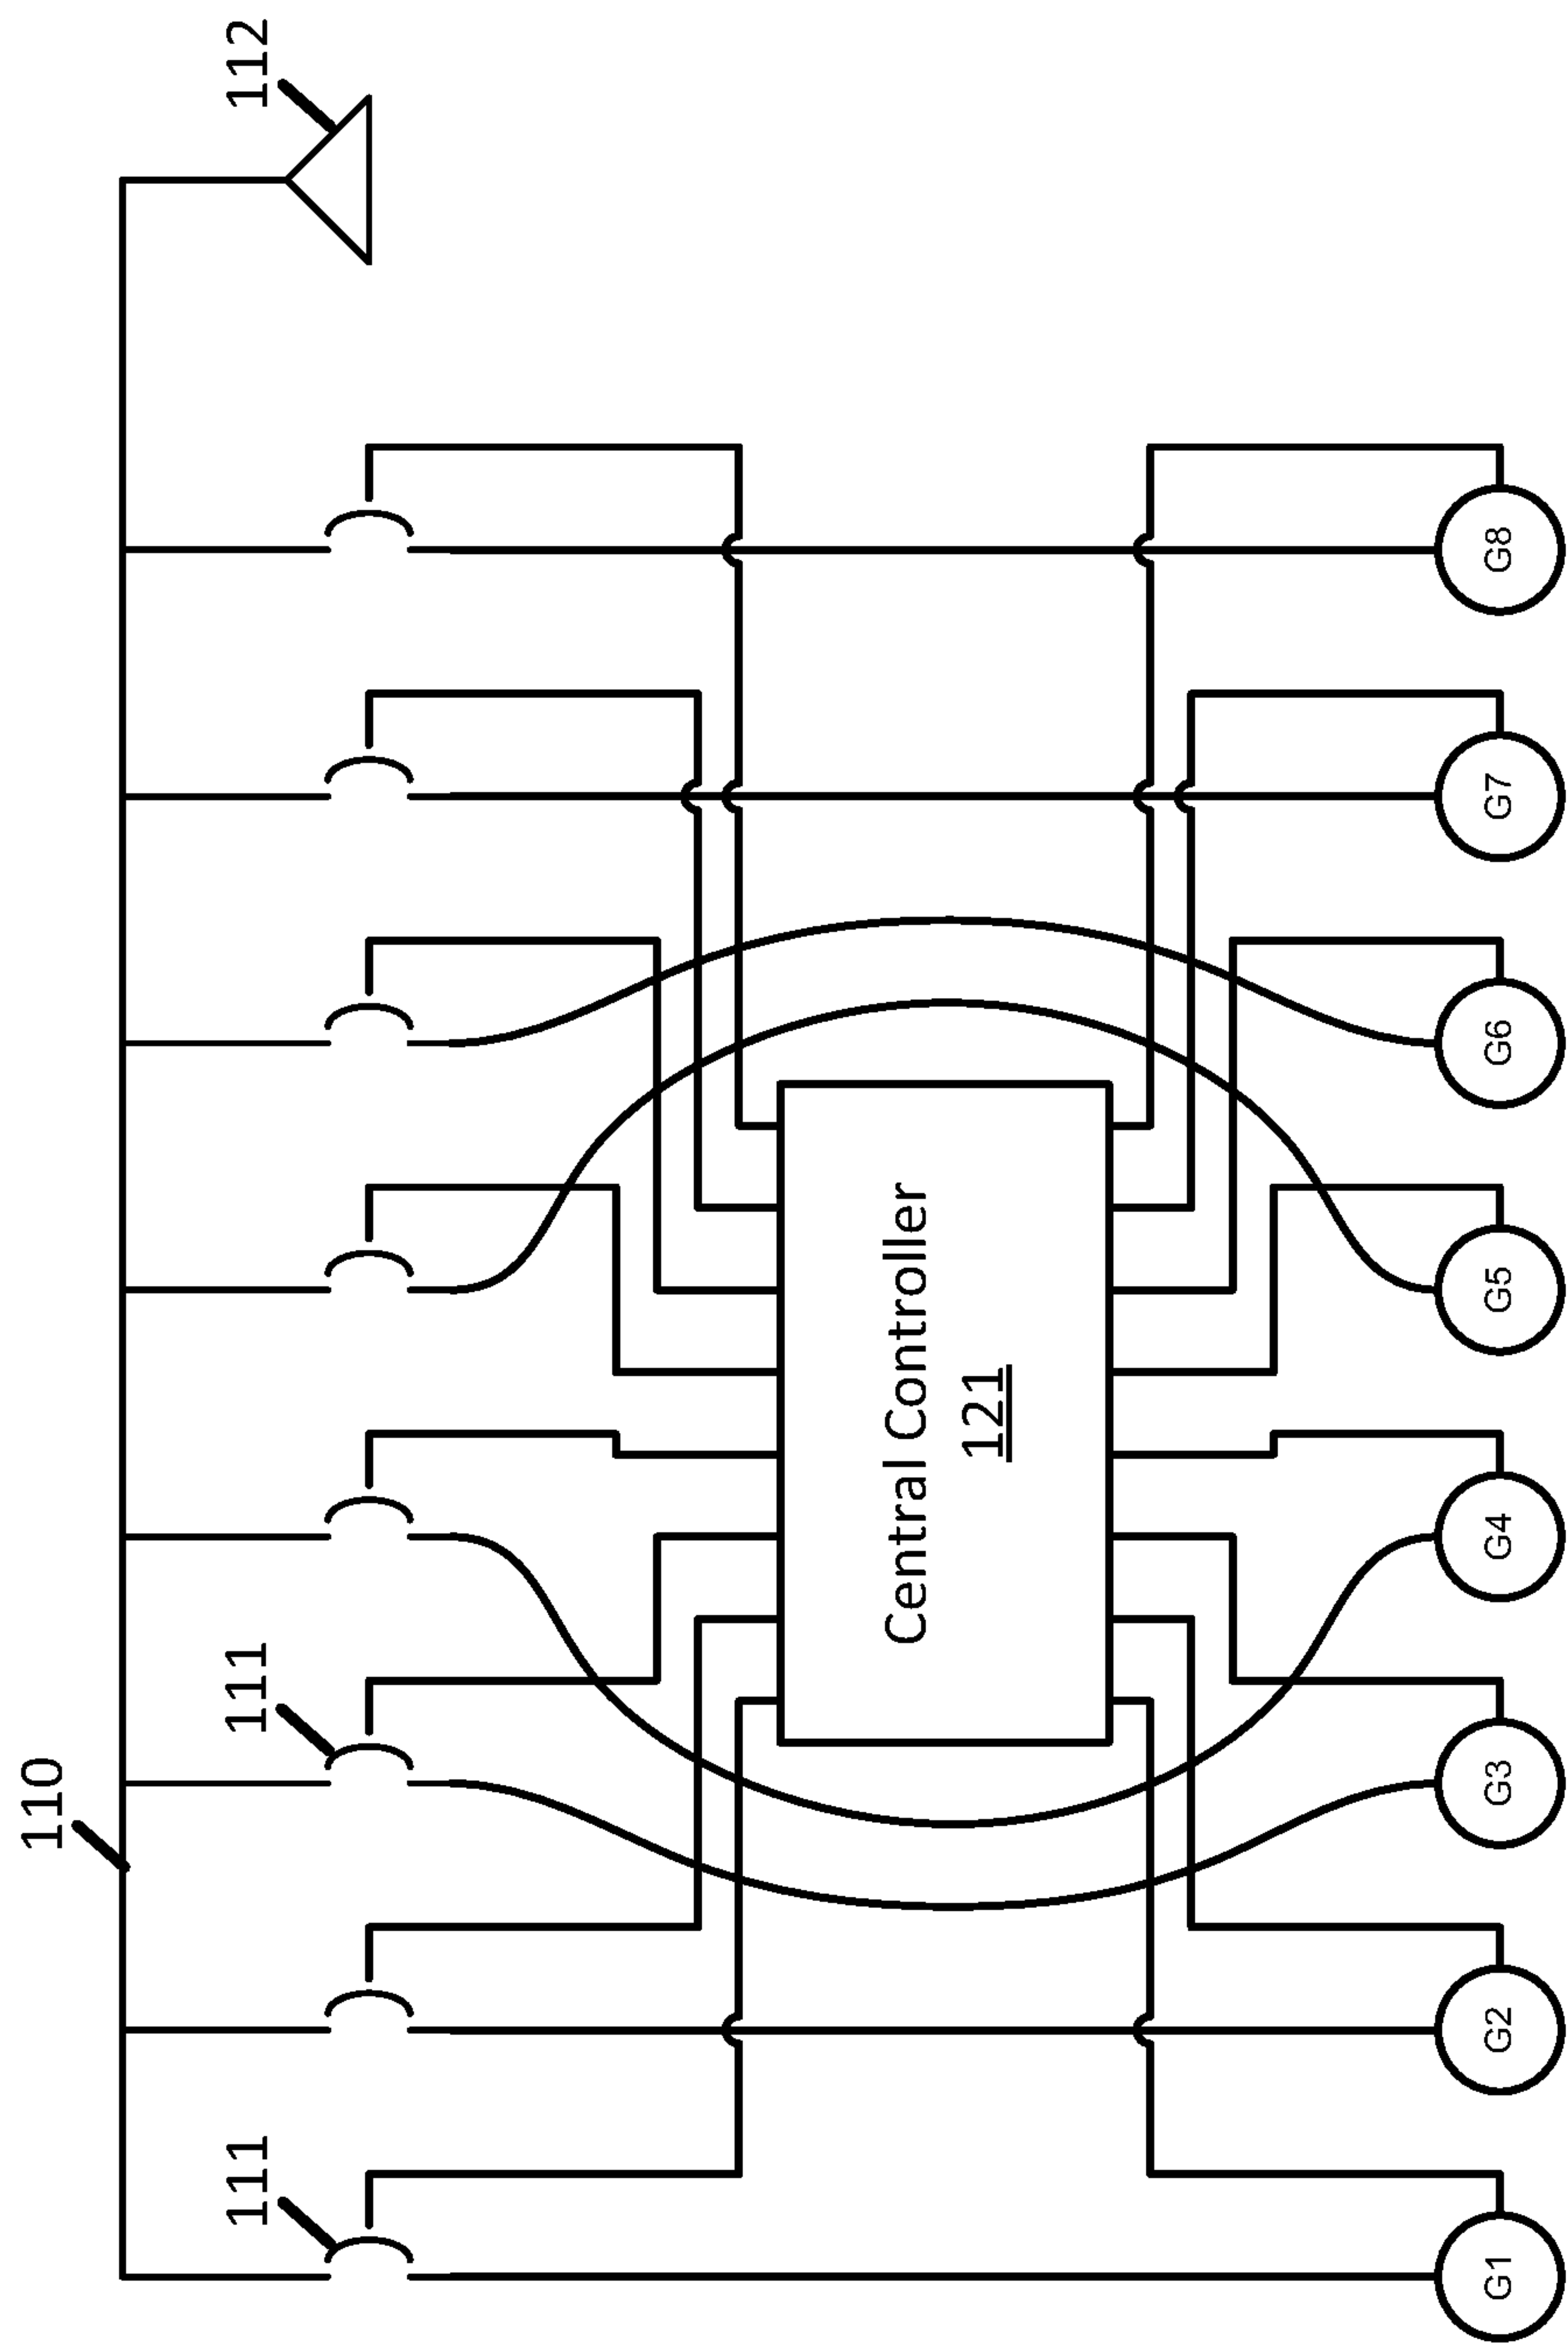 110
111
111
112
Central Controller
121
G1
G2
G3
G4
G5
G6
G7
G8